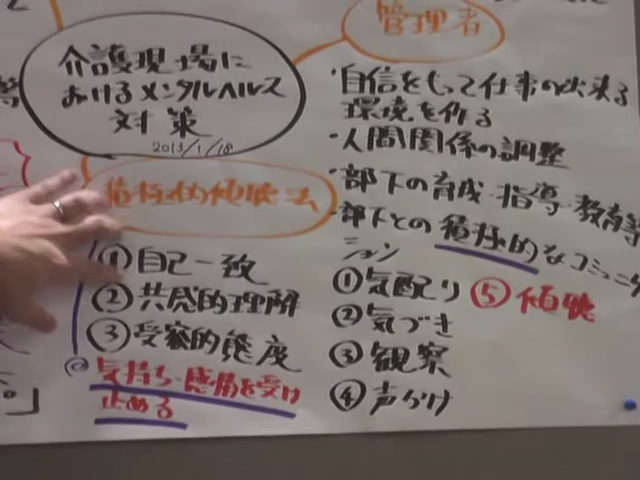 介護現場に
おけるメンタルヘルス
対策
2013/1/18
積極的傾聴法
①自己一致
②共感的理解
③受容的態度
◎気持ち・感情を受け
止める
管理者
・自信をもって仕事の出来る
環境を作る
・人間関係の調整
・部下の育成・指導・教育等
・部下との積極的なコミュニケ
ーション
①気配り
②気づき
③観察
④声かけ
⑤傾聴